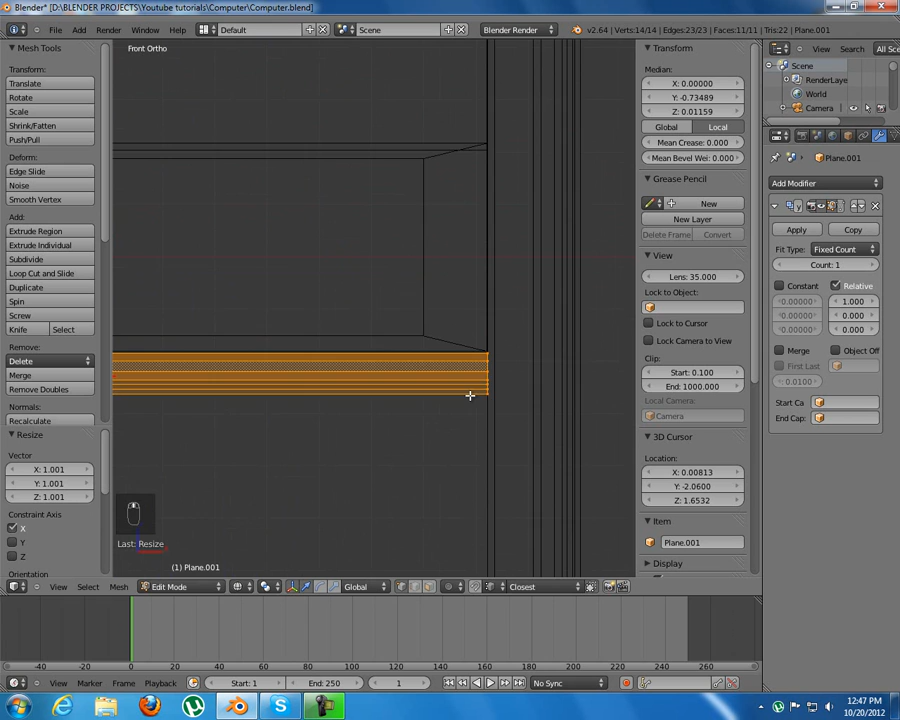 Blender* [D:\BLENDER PROJECTS\Youtube tutorials\Computer\Computer.blend]
File Add Render Window Help Default Scene Blender Render v2.64 | Verts:14/14 | Edges:23/23 | Faces:11/11 | Tris:22 | Plane.001
Mesh Tools
Transform:
Translate
Rotate
Scale
Shrink/Fatten
Push/Pull
Deform:
Edge Slide
Noise
Smooth Vertex
Add:
Extrude Region
Extrude Individual
Subdivide
Loop Cut and Slide
Duplicate
Spin
Screw
Knife Select
Remove:
Delete
Merge
Remove Doubles
Normals:
Recalculate
Resize
Vector
X: 1.001
Y: 1.001
Z: 1.001
Constraint Axis
X
Y
Z
Orientation
Front Ortho
Last: Resize
(1) Plane.001
Transform
Median:
X: 0.00000
Y: -0.73489
Z: 0.01159
Global Local
Mean Crease: 0.000
Mean Bevel Wei: 0.000
Grease Pencil
New
New Layer
Delete Frame Convert
View
Lens: 35.000
Lock to Object:
Lock to Cursor
Lock Camera to View
Clip:
Start: 0.100
End: 1000.000
Local Camera:
Camera
3D Cursor
Location:
X: 0.00813
Y: -2.0600
Z: 1.6532
Item
Plane.001
Display
View Search All Sce
Scene
RenderLaye
World
Camera
Plane.001
Add Modifier
Apply Copy
Fit Type: Fixed Count
Count: 1
Constant Relative
0.00000 1.000
0.00000 0.000
0.00000 0.000
Merge Object Off
First Last
0.0100
Start Ca
End Cap:
View Select Mesh Edit Mode Global Closest
-40 -20 0 20 40 60 80 100 120 140 160 180 200 220 240 260
View Marker Frame Playback Start: 1 End: 250 1 No Sync
12:47 PM
10/20/2012